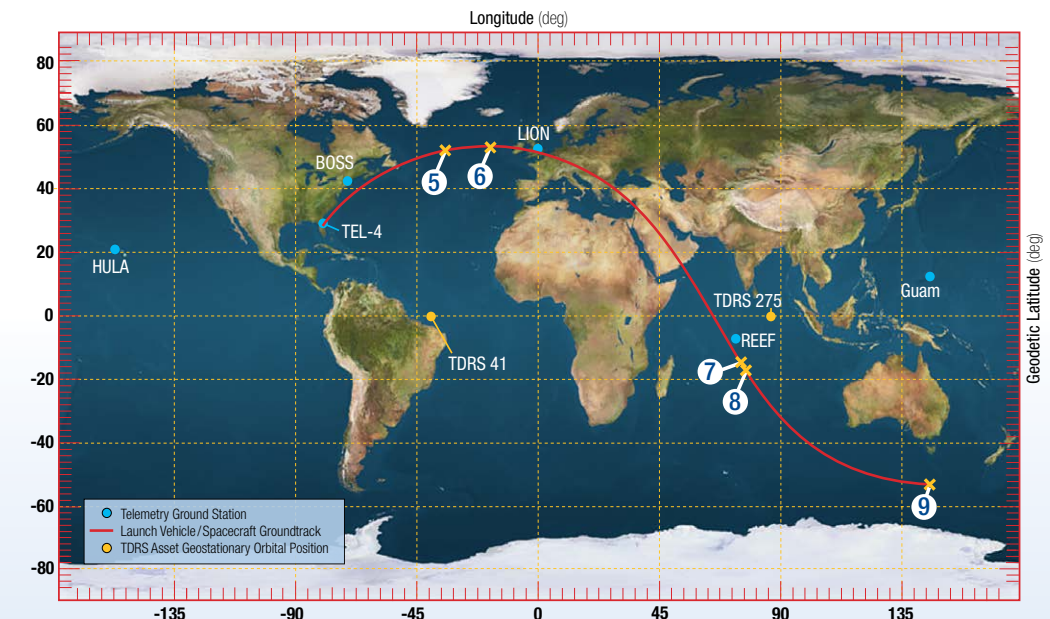 Longitude (deg)
80
60
40
20
0
-20
-40
-60
-80
Geodetic Latitude (deg)
LION
BOSS
5
6
TEL-4
HULA
Guam
TDRS 275
REEF
TDRS 41
7
8
9
Telemetry Ground Station
Launch Vehicle/Spacecraft Groundtrack
TDRS Asset Geostationary Orbital Position
-135
-90
-45
0
45
90
135